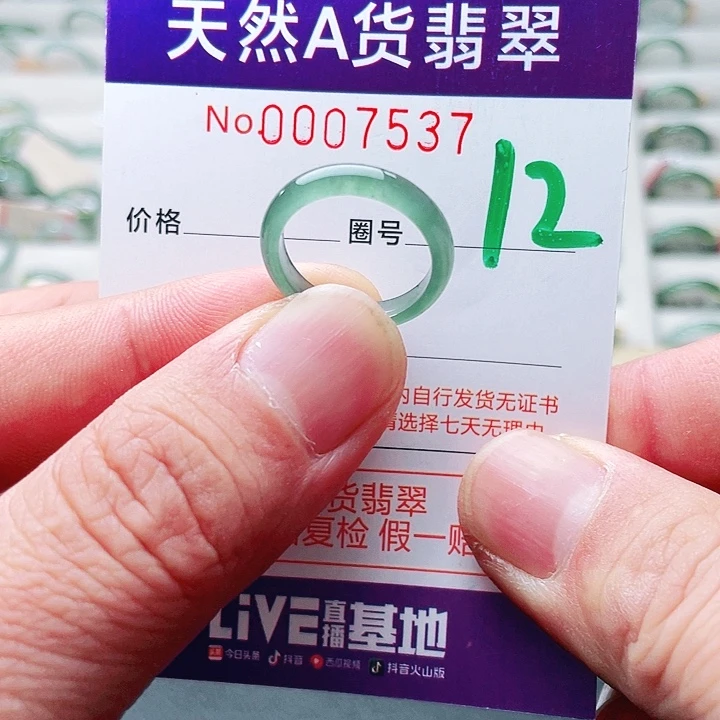 天然A货翡翠
No.0007537
价格 圈号 12
内自行发货无证书
请选择七天无理由
货翡翠
复检 假一赔
LIVE直播基地
今日头条 抖音 西瓜视频 抖音火山版